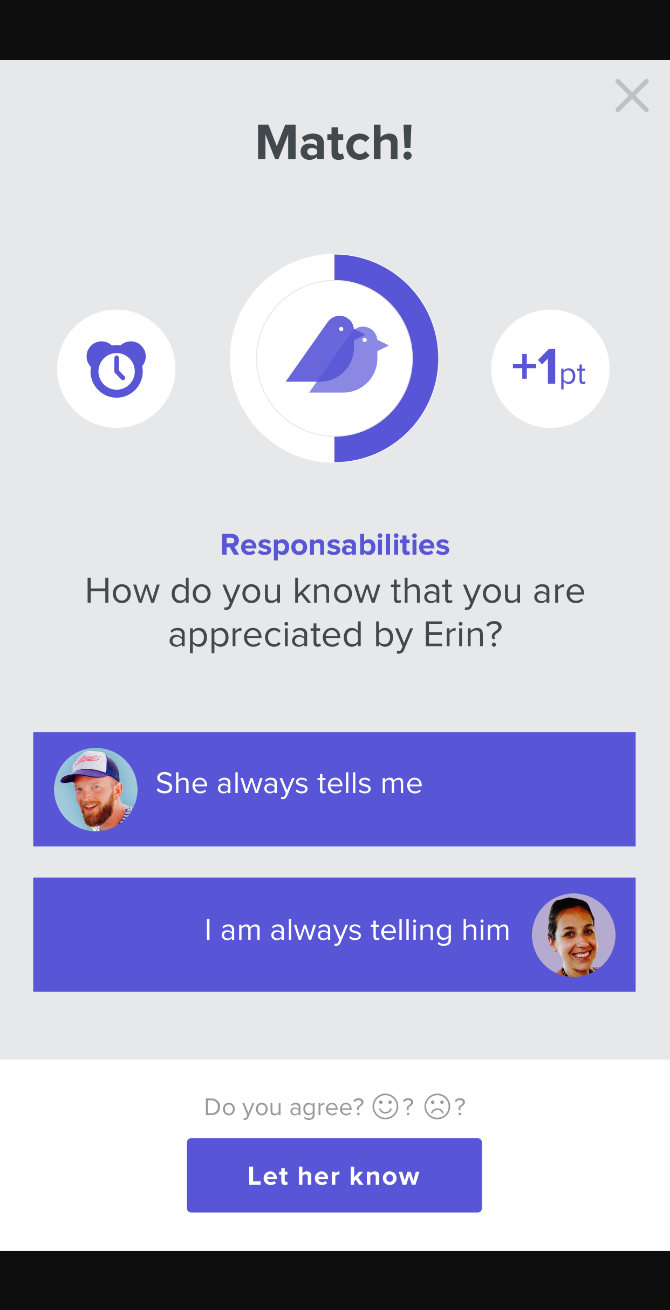 Match!
+1pt
Responsabilities
How do you know that you are
appreciated by Erin?
She always tells me
I am always telling him
Do you agree? ☺? ☹?
Let her know